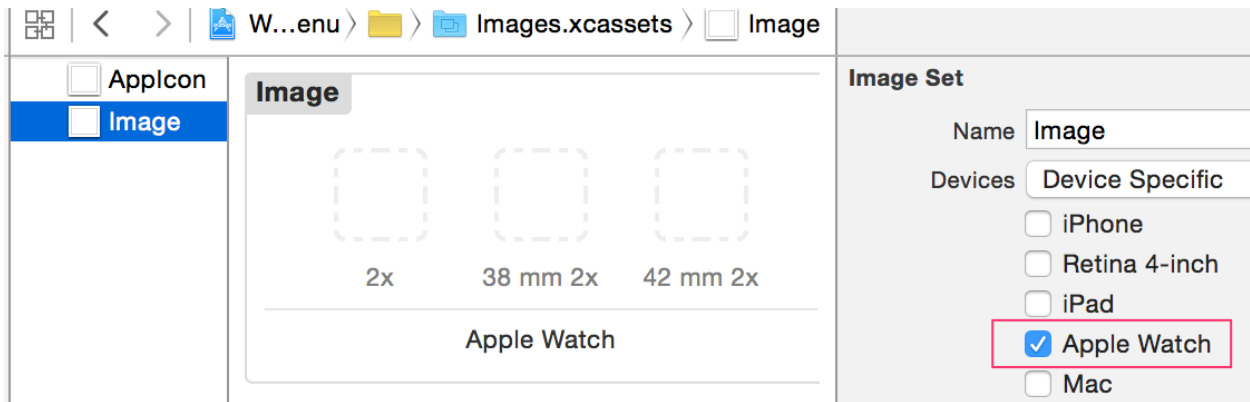 W...enu Images.xcassets Image
AppIcon
Image
Image
2x 38 mm 2x 42 mm 2x
Apple Watch
Image Set
Name Image
Devices Device Specific
iPhone
Retina 4-inch
iPad
Apple Watch
Mac